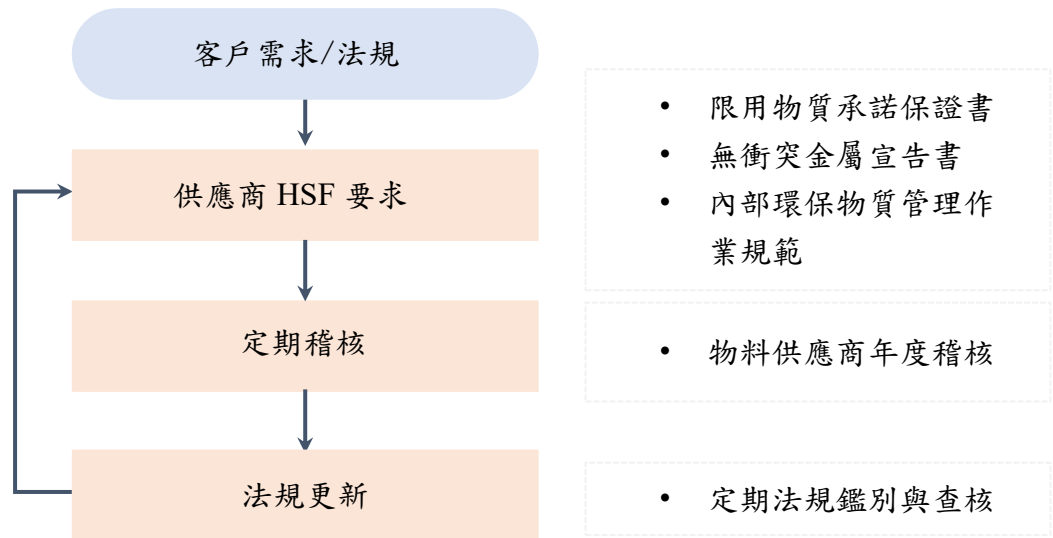 客戶需求/法規
供應商 HSF 要求
• 限用物質承諾保證書
• 無衝突金屬宣告書
• 內部環保物質管理作
業規範
定期稽核
• 物料供應商年度稽核
法規更新
• 定期法規鑑別與查核